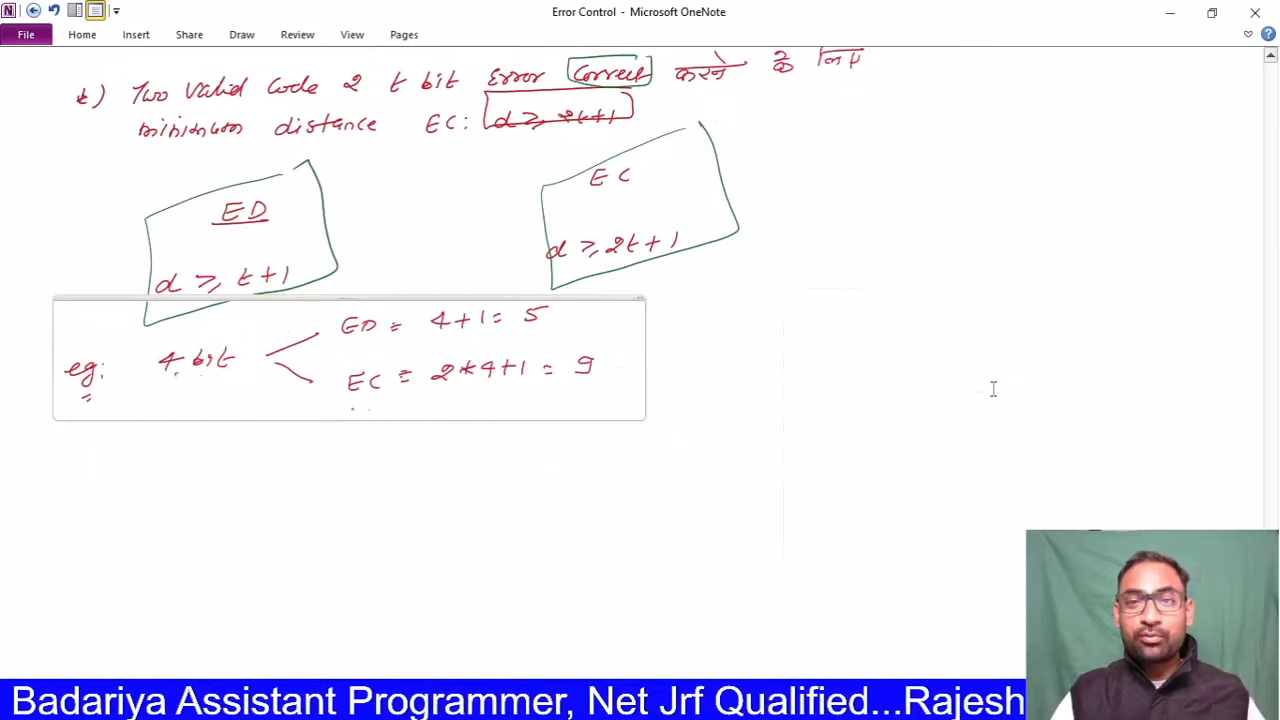 Error Control - Microsoft OneNote
File Home Insert Share Draw Review View Pages
*) Two valid Code 2 t bit Error Correct करने के लिए
minimum distance EC: d ≥ 2t+1
ED
d ≥ t+1
EC
d ≥ 2t+1
eg: 4 bit
ED = 4+1 = 5
EC = 2*4+1 = 9
Badariya Assistant Programmer, Net Jrf Qualified...Rajesh